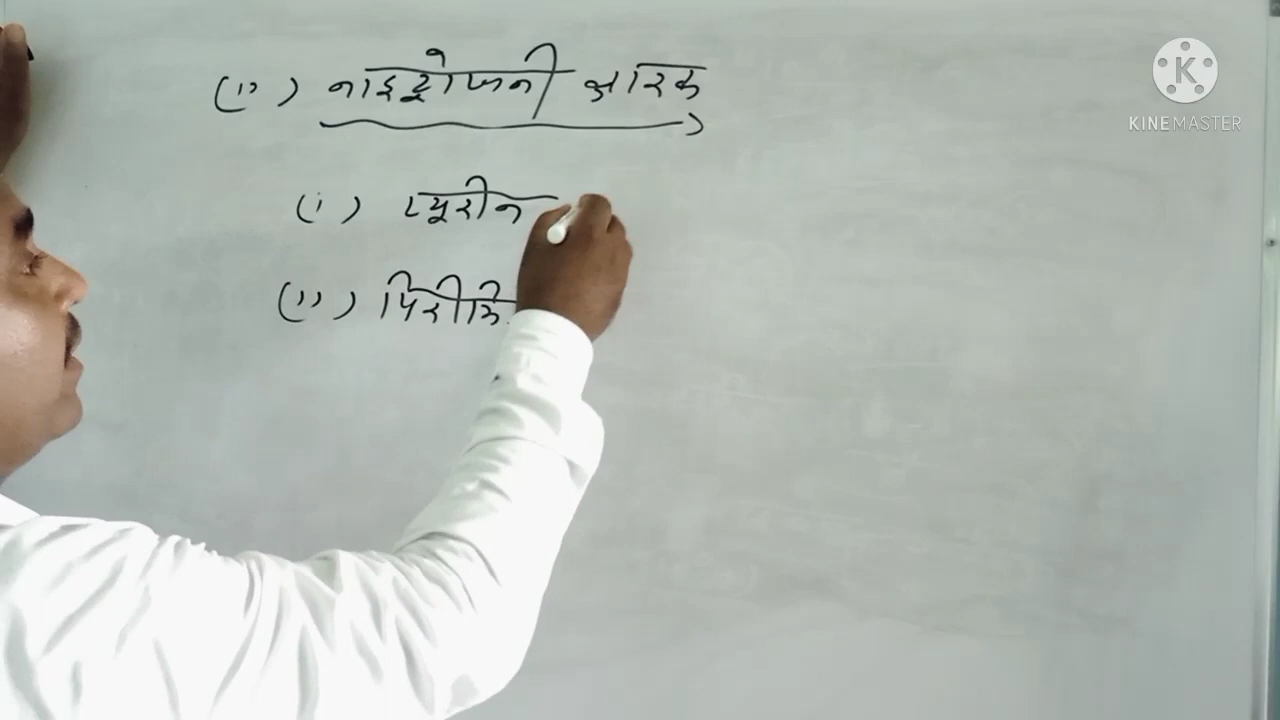 (ii) नाइट्रोजनी क्षारक
(i) प्यूरीन
(ii) पिरीमि
KINEMASTER